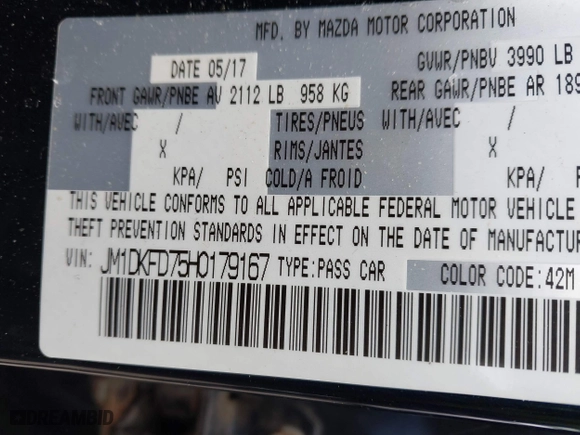 MFD. BY MAZDA MOTOR CORPORATION
DATE 05/17 GVWR/PNBV 3990 LB
FRONT GAWR/PNBE AV 2112 LB 958 KG REAR GAWR/PNBE AR 189
WITH/AVEC / TIRES/PNEUS WITH/AVEC /
X RIMS/JANTES X
KPA/ PSI COLD/A FROID KPA/
THIS VEHICLE CONFORMS TO ALL APPLICABLE FEDERAL MOTOR VEHICLE
THEFT PREVENTION STANDARDS IN EFFECT ON THE DATE OF MANUFACTUR
VIN: JM1DKFD75H0179167 TYPE:PASS CAR COLOR CODE:42M
DREAMBID